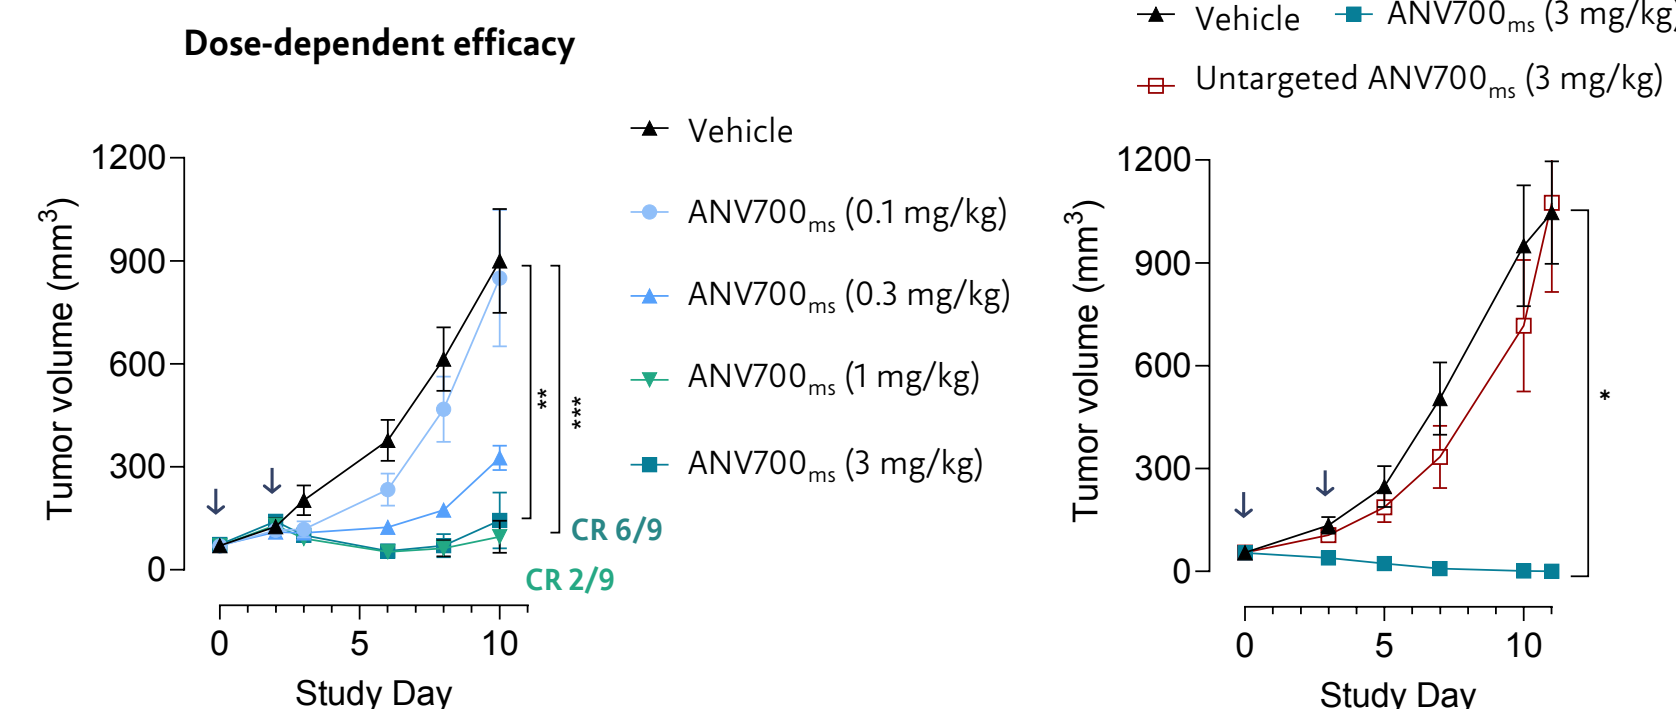 Dose-dependent efficacy
Vehicle
ANV700ms (0.1 mg/kg)
ANV700ms (0.3 mg/kg)
ANV700ms (1 mg/kg)
ANV700ms (3 mg/kg)
Tumor volume (mm3)
1200
900
600
300
0
**
***
CR 6/9
CR 2/9
0 5 10
Study Day
Vehicle ANV700ms (3 mg/kg)
Untargeted ANV700ms (3 mg/kg)
Tumor volume (mm3)
1200
900
600
300
0
*
0 5 10
Study Day